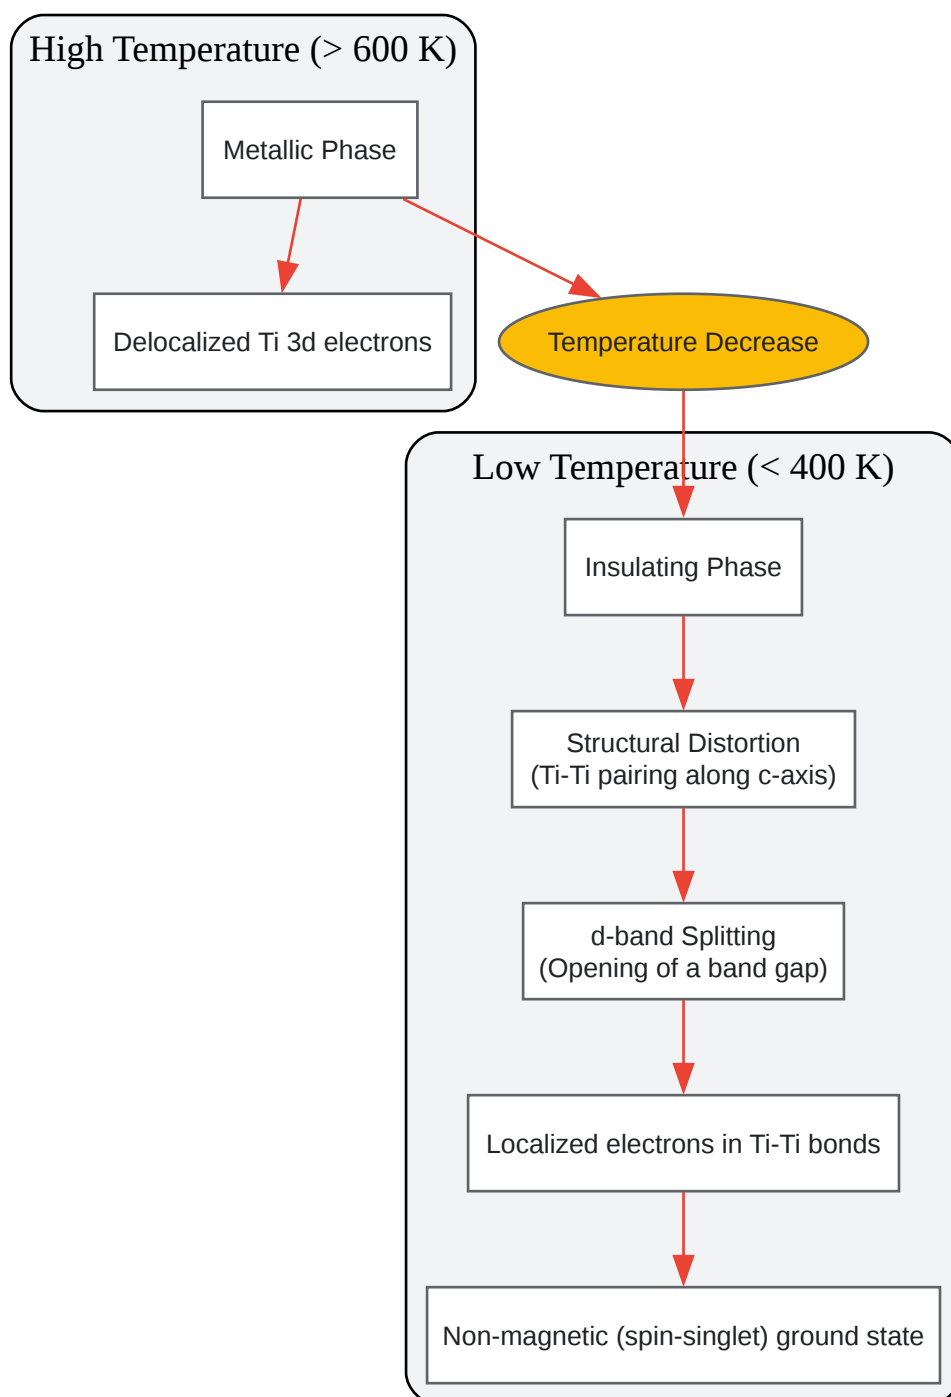 High Temperature (> 600 K)
Metallic Phase
Delocalized Ti 3d electrons
Temperature Decrease
Low Temperature (< 400 K)
Insulating Phase
Structural Distortion
(Ti-Ti pairing along c-axis)
d-band Splitting
(Opening of a band gap)
Localized electrons in Ti-Ti bonds
Non-magnetic (spin-singlet) ground state